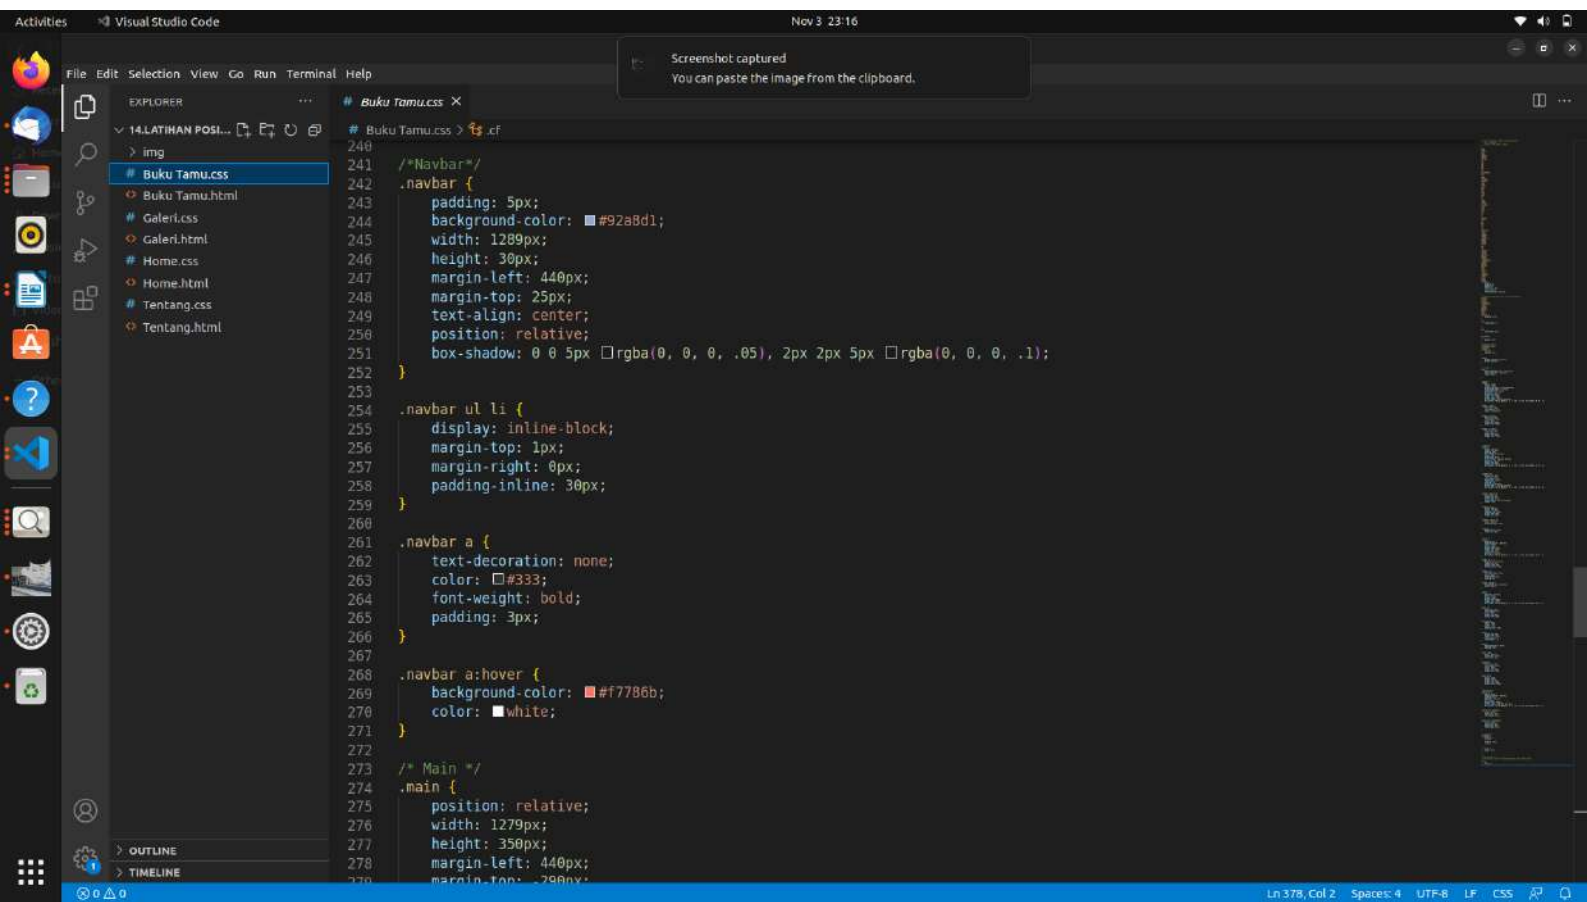 Activities Visual Studio Code Nov 3 23:16
Screenshot captured
You can paste the image from the clipboard.
File Edit Selection View Go Run Terminal Help
EXPLORER ···
14.LATIHAN POSI...
img
# Buku Tamu.css
<> Buku Tamu.html
# Galeri.css
<> Galeri.html
# Home.css
<> Home.html
# Tentang.css
<> Tentang.html
OUTLINE
TIMELINE
# Buku Tamu.css ×
# Buku Tamu.css > .cf
240
241 /*Navbar*/
242 .navbar {
243 padding: 5px;
244 background-color: #92a8d1;
245 width: 1289px;
246 height: 30px;
247 margin-left: 440px;
248 margin-top: 25px;
249 text-align: center;
250 position: relative;
251 box-shadow: 0 0 5px rgba(0, 0, 0, .05), 2px 2px 5px rgba(0, 0, 0, .1);
252 }
253
254 .navbar ul li {
255 display: inline-block;
256 margin-top: 1px;
257 margin-right: 0px;
258 padding-inline: 30px;
259 }
260
261 .navbar a {
262 text-decoration: none;
263 color: #333;
264 font-weight: bold;
265 padding: 3px;
266 }
267
268 .navbar a:hover {
269 background-color: #f7786b;
270 color: white;
271 }
272
273 /* Main */
274 .main {
275 position: relative;
276 width: 1279px;
277 height: 350px;
278 margin-left: 440px;
279 margin-top: -290px;
0 0
Ln 378, Col 2 Spaces: 4 UTF-8 LF CSS